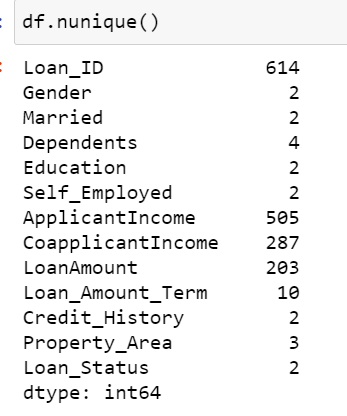 df.nunique()
Loan_ID 614
Gender 2
Married 2
Dependents 4
Education 2
Self_Employed 2
ApplicantIncome 505
CoapplicantIncome 287
LoanAmount 203
Loan_Amount_Term 10
Credit_History 2
Property_Area 3
Loan_Status 2
dtype: int64